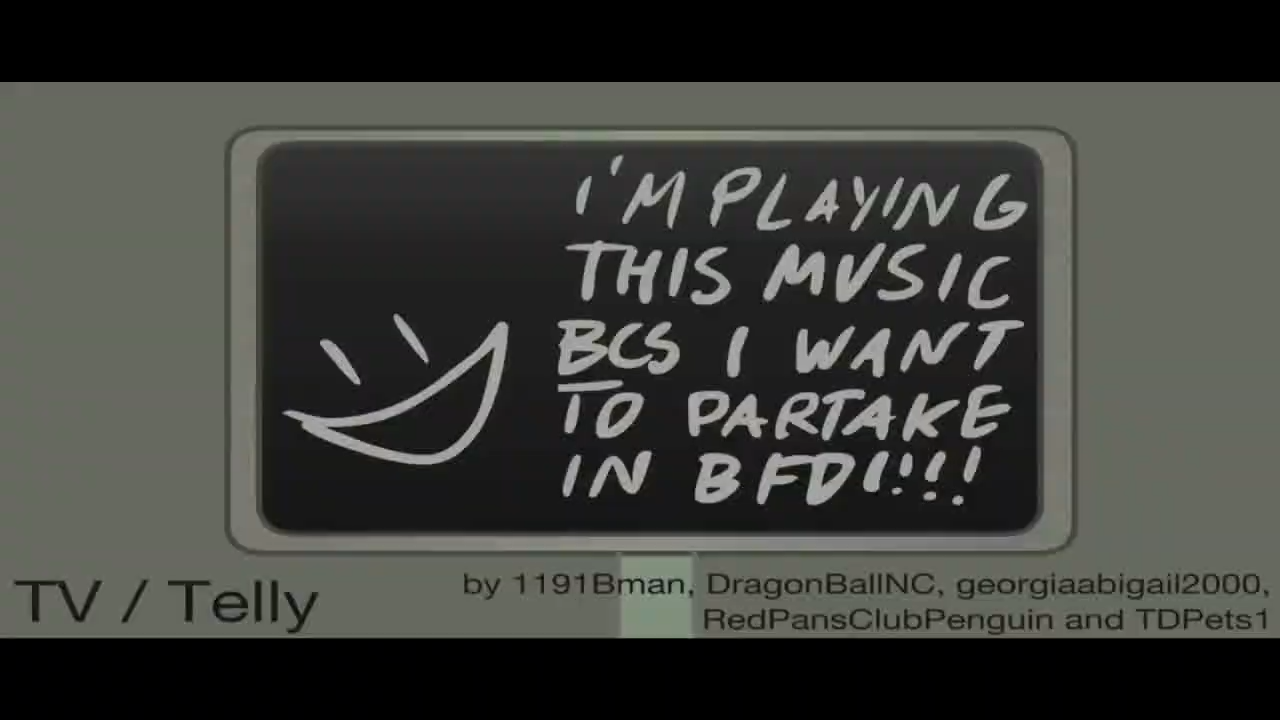 I'M PLAYING
THIS MUSIC
BCS I WANT
TO PARTAKE
IN BFDI!!!
TV / Telly
by 1191Bman, DragonBallNC, georgiaabigail2000,
RedPansClubPenguin and TDPets1